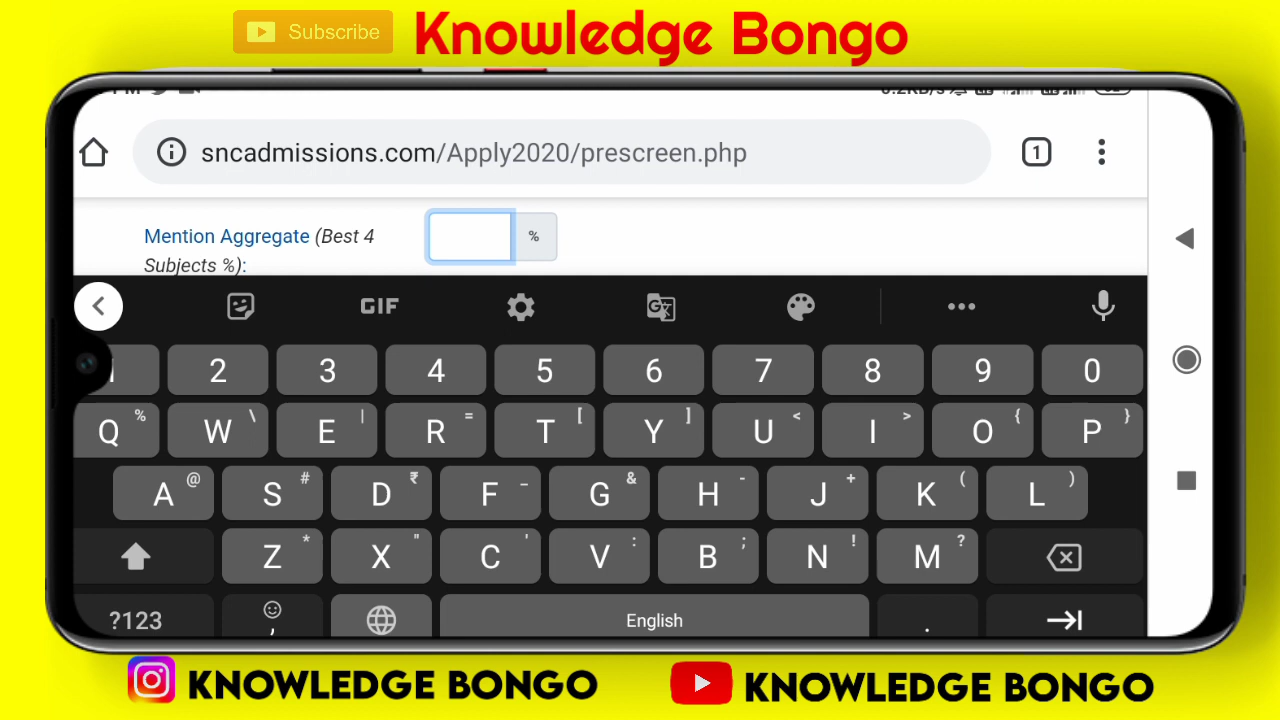 Subscribe
Knowledge Bongo
sncadmissions.com/Apply2020/prescreen.php
1
Mention Aggregate (Best 4
%
Subjects %):
GIF
2 3 4 5 6 7 8 9 0
Q % W \ E | R = T [ Y ] U < I > O { P }
A @ S # D ₹ F _ G & H - J + K ( L )
Z * X " C ' V : B ; N ! M ?
?123 , English .
KNOWLEDGE BONGO
KNOWLEDGE BONGO